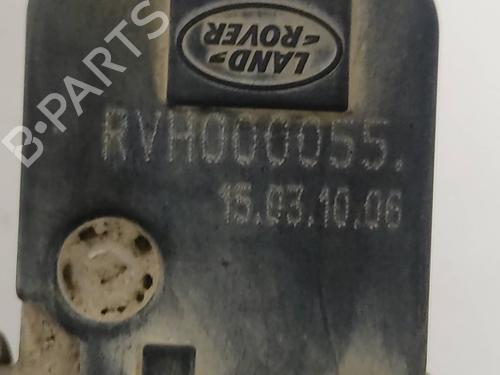 B-PARTS
LAND
ROVER
RVH000055.
15.03.10.06